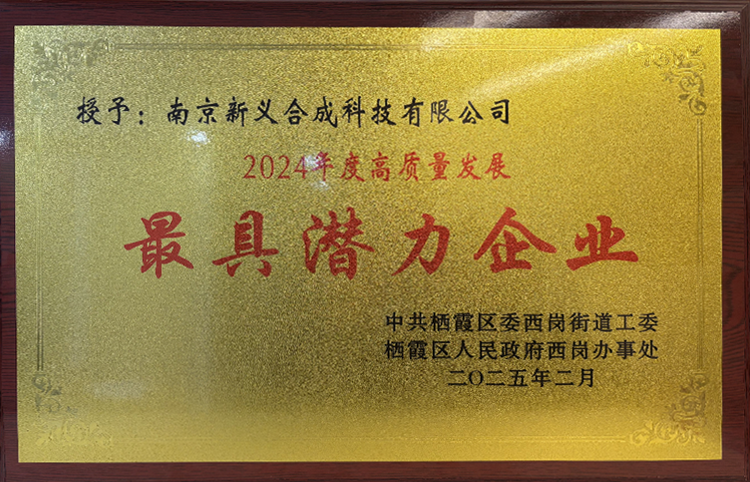 授予：南京新义合成科技有限公司
2024年度高质量发展
最具潜力企业
中共栖霞区委西岗街道工委
栖霞区人民政府西岗办事处
二〇二五年二月